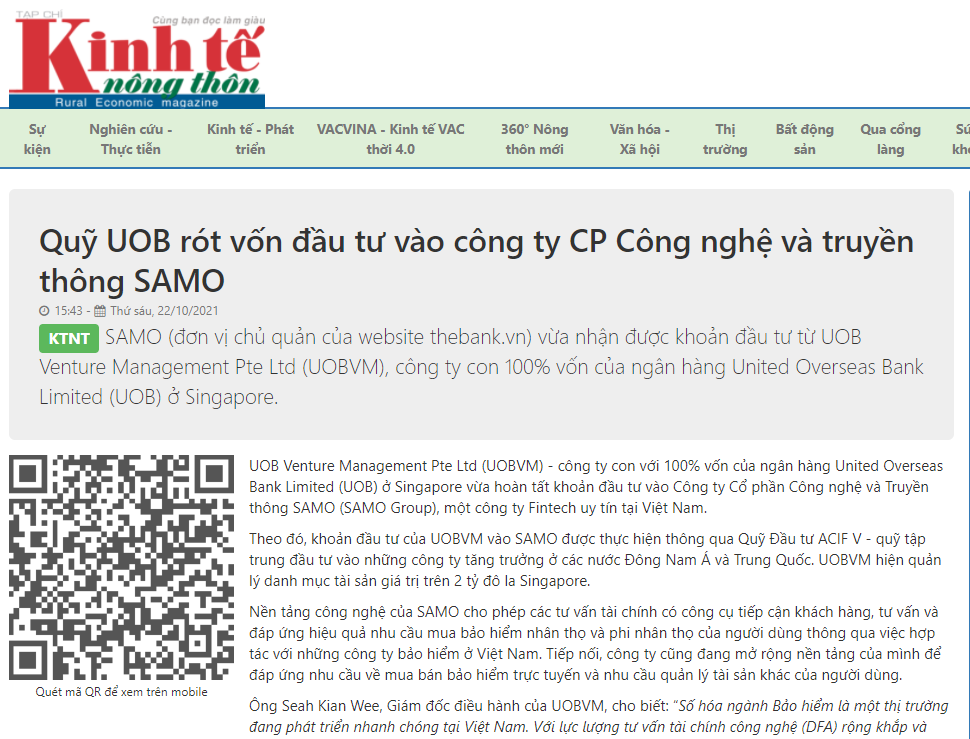 TẠP CHÍ
Cùng bạn đọc làm giàu
Kinh tế
nông thôn
Rural Economic magazine
Sự kiện
Nghiên cứu - Thực tiễn
Kinh tế - Phát triển
VACVINA - Kinh tế VAC thời 4.0
360° Nông thôn mới
Văn hóa - Xã hội
Thị trường
Bất động sản
Qua cổng làng
Quỹ UOB rót vốn đầu tư vào công ty CP Công nghệ và truyền
thông SAMO
15:43 - Thứ sáu, 22/10/2021
KTNT SAMO (đơn vị chủ quản của website thebank.vn) vừa nhận được khoản đầu tư từ UOB
Venture Management Pte Ltd (UOBVM), công ty con 100% vốn của ngân hàng United Overseas Bank
Limited (UOB) ở Singapore.
Quét mã QR để xem trên mobile
UOB Venture Management Pte Ltd (UOBVM) - công ty con với 100% vốn của ngân hàng United Overseas
Bank Limited (UOB) ở Singapore vừa hoàn tất khoản đầu tư vào Công ty Cổ phần Công nghệ và Truyền
thông SAMO (SAMO Group), một công ty Fintech uy tín tại Việt Nam.
Theo đó, khoản đầu tư của UOBVM vào SAMO được thực hiện thông qua Quỹ Đầu tư ACIF V - quỹ tập
trung đầu tư vào những công ty tăng trưởng ở các nước Đông Nam Á và Trung Quốc. UOBVM hiện quản
lý danh mục tài sản giá trị trên 2 tỷ đô la Singapore.
Nền tảng công nghệ của SAMO cho phép các tư vấn tài chính có công cụ tiếp cận khách hàng, tư vấn và
đáp ứng hiệu quả nhu cầu mua bảo hiểm nhân thọ và phi nhân thọ của người dùng thông qua việc hợp
tác với những công ty bảo hiểm ở Việt Nam. Tiếp nối, công ty cũng đang mở rộng nền tảng của mình để
đáp ứng nhu cầu về mua bán bảo hiểm trực tuyến và nhu cầu quản lý tài sản khác của người dùng.
Ông Seah Kian Wee, Giám đốc điều hành của UOBVM, cho biết: “Số hóa ngành Bảo hiểm là một thị trường
đang phát triển nhanh chóng tại Việt Nam. Với lực lượng tư vấn tài chính công nghệ (DFA) rộng khắp và